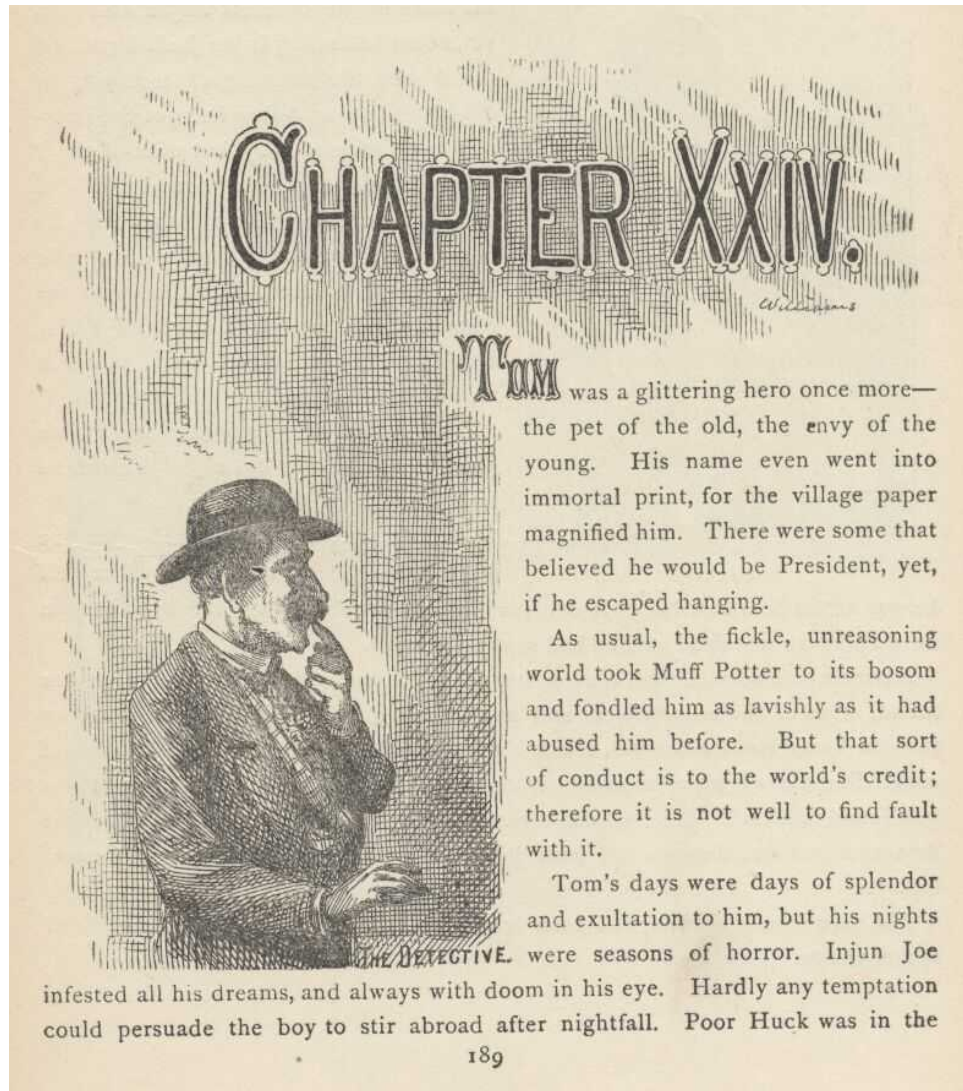 CHAPTER XXIV.
Williams
TOM was a glittering hero once more—
the pet of the old, the envy of the
young. His name even went into
immortal print, for the village paper
magnified him. There were some that
believed he would be President, yet,
if he escaped hanging.
As usual, the fickle, unreasoning
world took Muff Potter to its bosom
and fondled him as lavishly as it had
abused him before. But that sort
of conduct is to the world's credit;
therefore it is not well to find fault
with it.
Tom's days were days of splendor
and exultation to him, but his nights
THE DETECTIVE. were seasons of horror. Injun Joe
infested all his dreams, and always with doom in his eye. Hardly any temptation
could persuade the boy to stir abroad after nightfall. Poor Huck was in the
189